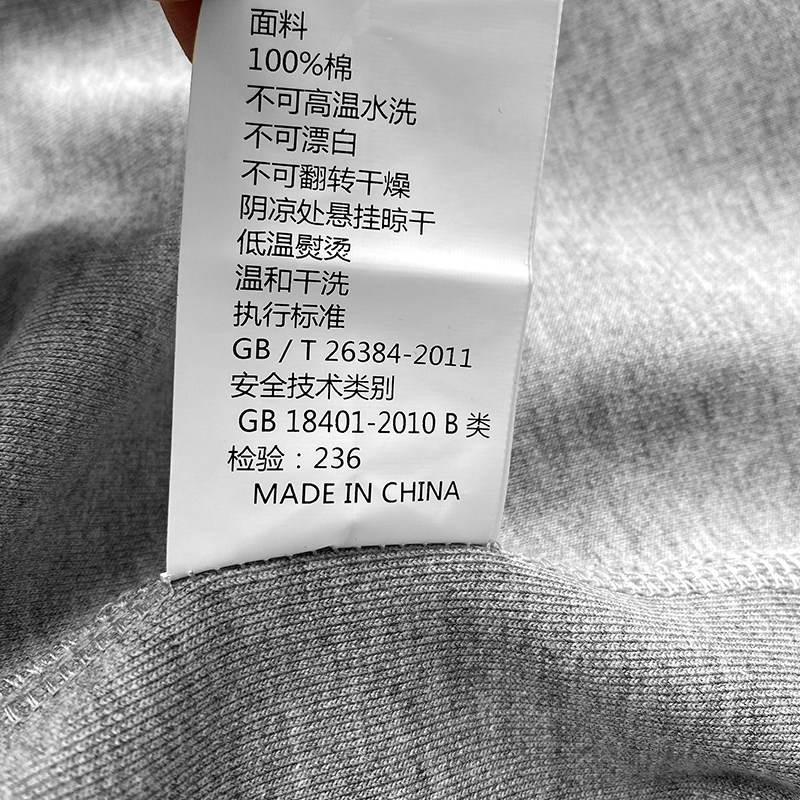 面料
100%棉
不可高温水洗
不可漂白
不可翻转干燥
阴凉处悬挂晾干
低温熨烫
温和干洗
执行标准
GB / T 26384-2011
安全技术类别
GB 18401-2010 B 类
检验：236
MADE IN CHINA